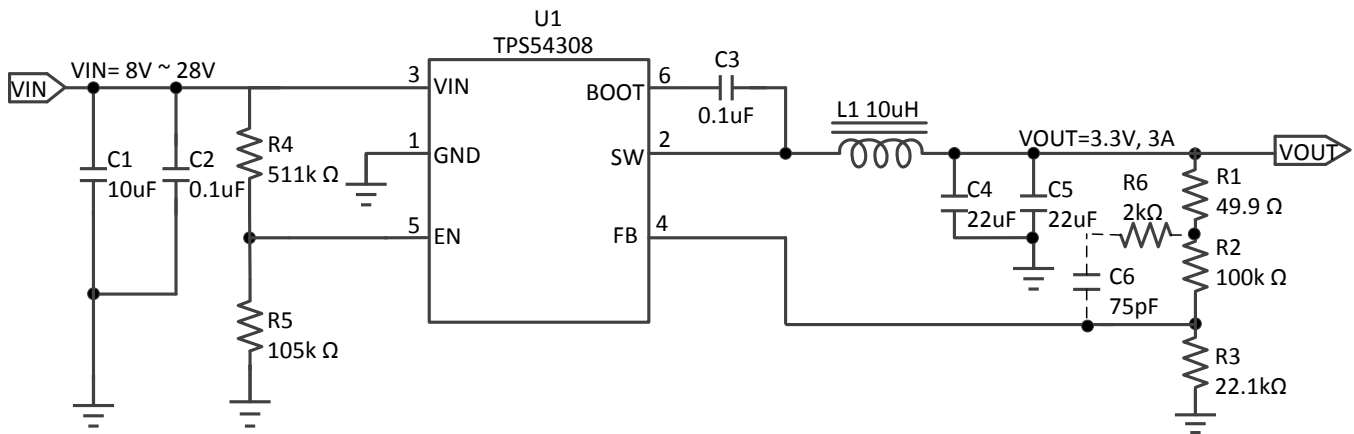 U1
TPS54308
VIN
VIN= 8V ~ 28V
3
VIN
BOOT
6
C3
0.1uF
L1 10uH
VOUT=3.3V, 3A
VOUT
C1
10uF
C2
0.1uF
R4
511k Ω
1
GND
SW
2
C4
22uF
C5
22uF
R6
2kΩ
R1
49.9 Ω
5
EN
FB
4
R2
100k Ω
C6
75pF
R5
105k Ω
R3
22.1kΩ